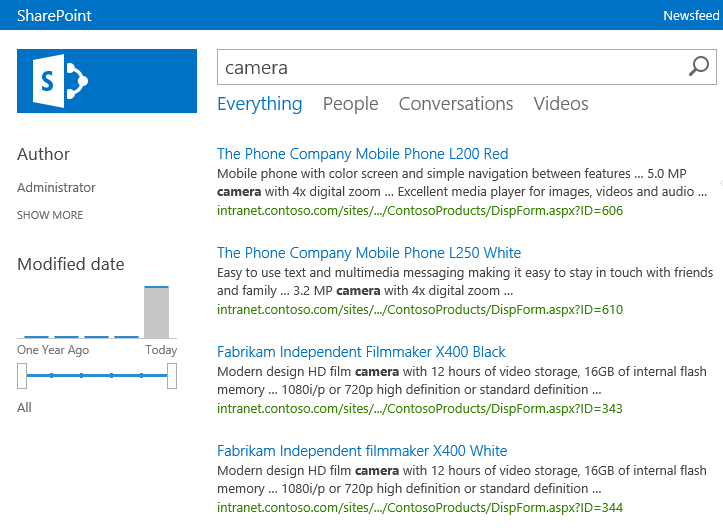 SharePoint
Newsfeed
S
camera
Everything People Conversations Videos
Author
Administrator
SHOW MORE
Modified date
One Year Ago Today
All
The Phone Company Mobile Phone L200 Red
Mobile phone with color screen and simple navigation between features ... 5.0 MP
camera with 4x digital zoom ... Excellent media player for images, videos and audio ...
intranet.contoso.com/sites/.../ContosoProducts/DispForm.aspx?ID=606
The Phone Company Mobile Phone L250 White
Easy to use text and multimedia messaging making it easy to stay in touch with friends
and family ... 3.2 MP camera with 4x digital zoom ...
intranet.contoso.com/sites/.../ContosoProducts/DispForm.aspx?ID=610
Fabrikam Independent Filmmaker X400 Black
Modern design HD film camera with 12 hours of video storage, 16GB of internal flash
memory ... 1080i/p or 720p high definition or standard definition ...
intranet.contoso.com/sites/.../ContosoProducts/DispForm.aspx?ID=343
Fabrikam Independent filmmaker X400 White
Modern design HD film camera with 12 hours of video storage, 16GB of internal flash
memory ... 1080i/p or 720p high definition or standard definition ...
intranet.contoso.com/sites/.../ContosoProducts/DispForm.aspx?ID=344